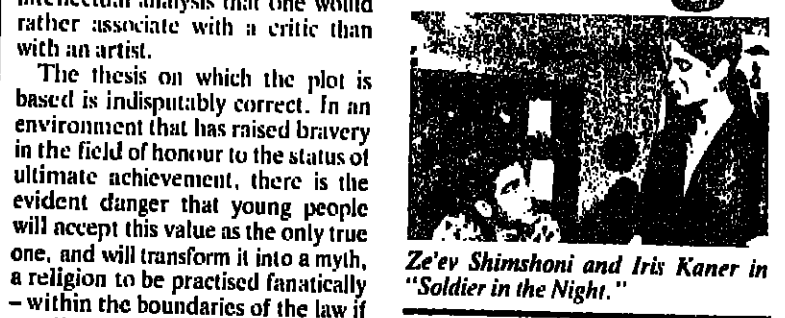 intellectual analysis that one would
rather associate with a critic than
with an artist.
The thesis on which the plot is
based is indisputably correct. In an
environment that has raised bravery
in the field of honour to the status of
ultimate achievement, there is the
evident danger that young people
will accept this value as the only true
one, and will transform it into a myth,
a religion to be practised fanatically
– within the boundaries of the law if
Ze'ev Shimshoni and Iris Kaner in
"Soldier in the Night."